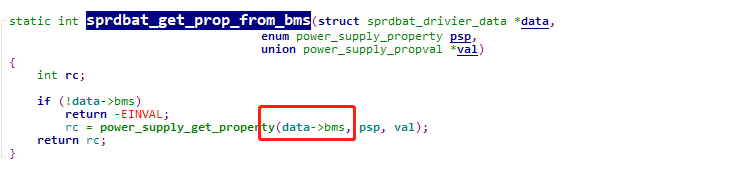 static int sprdbat_get_prop_from_bms(struct sprdbat_drivier_data *data,
enum power_supply_property psp,
union power_supply_propval *val)
{
int rc;
if (!data->bms)
return -EINVAL;
rc = power_supply_get_property(data->bms, psp, val);
return rc;
}